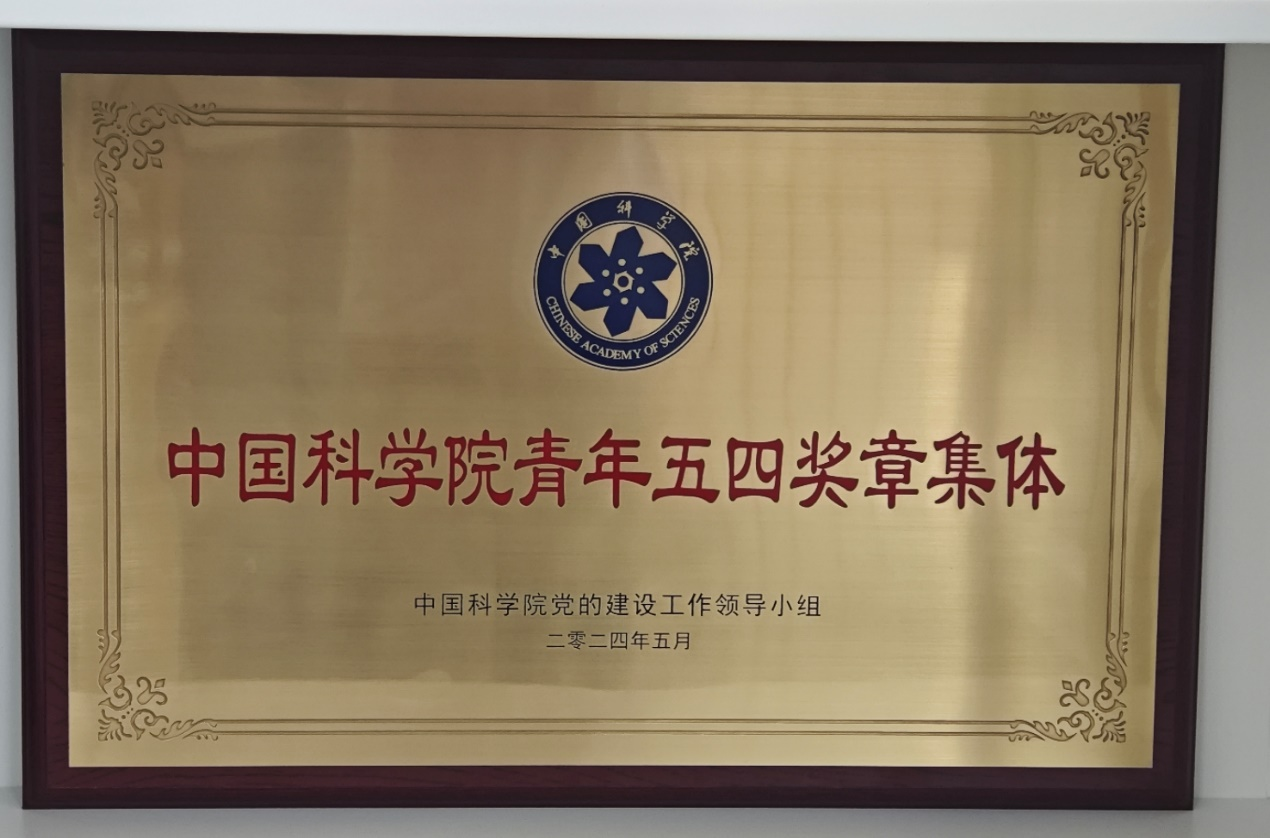 中国科学院
CHINESE ACADEMY OF SCIENCES
中国科学院青年五四奖章集体
中国科学院党的建设工作领导小组
二零二四年五月